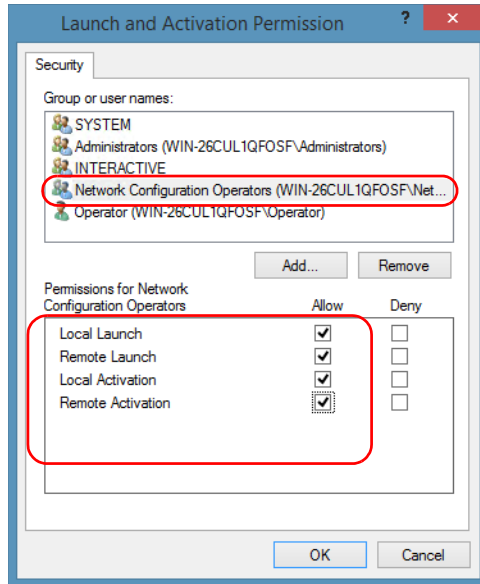 Launch and Activation Permission ? ×
Security
Group or user names:
SYSTEM
Administrators (WIN-26CUL1QFOSF\Administrators)
INTERACTIVE
Network Configuration Operators (WIN-26CUL1QFOSF\Net...
Operator (WIN-26CUL1QFOSF\Operator)
Add... Remove
Permissions for Network
Configuration Operators Allow Deny
Local Launch
Remote Launch
Local Activation
Remote Activation
OK Cancel